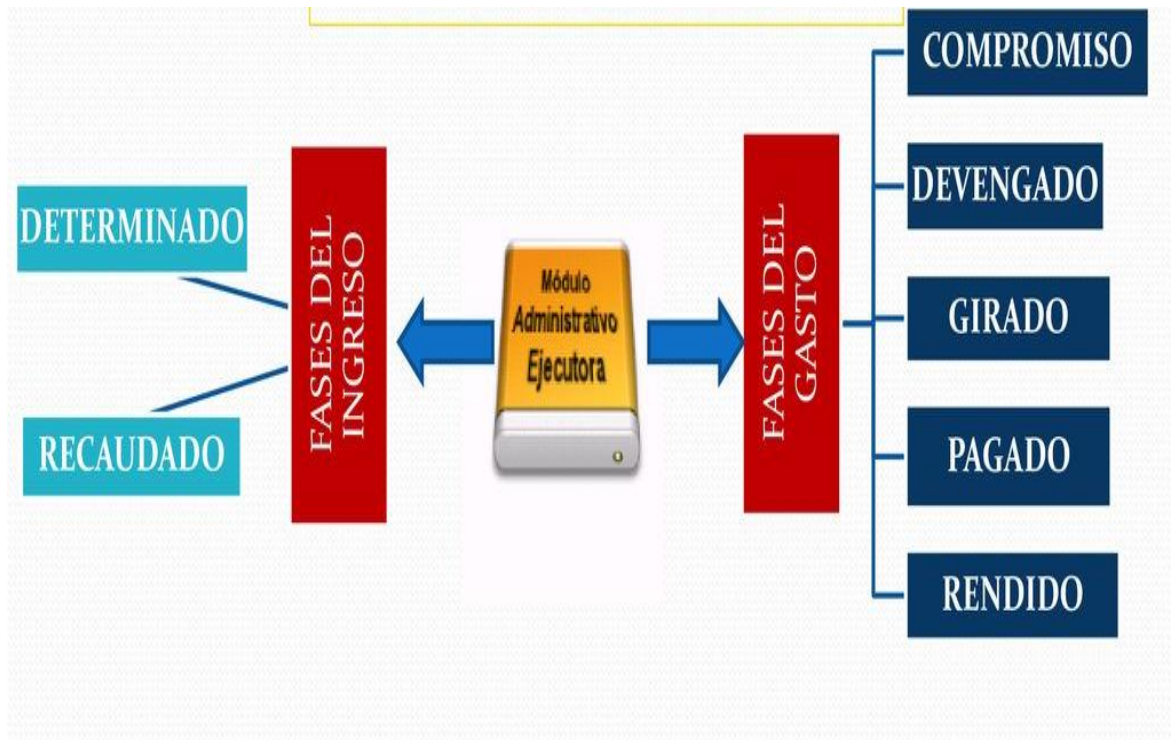 DETERMINADO
RECAUDADO
FASES DEL
INGRESO
Módulo
Administrativo
Ejecutora
FASES DEL
GASTO
COMPROMISO
DEVENGADO
GIRADO
PAGADO
RENDIDO